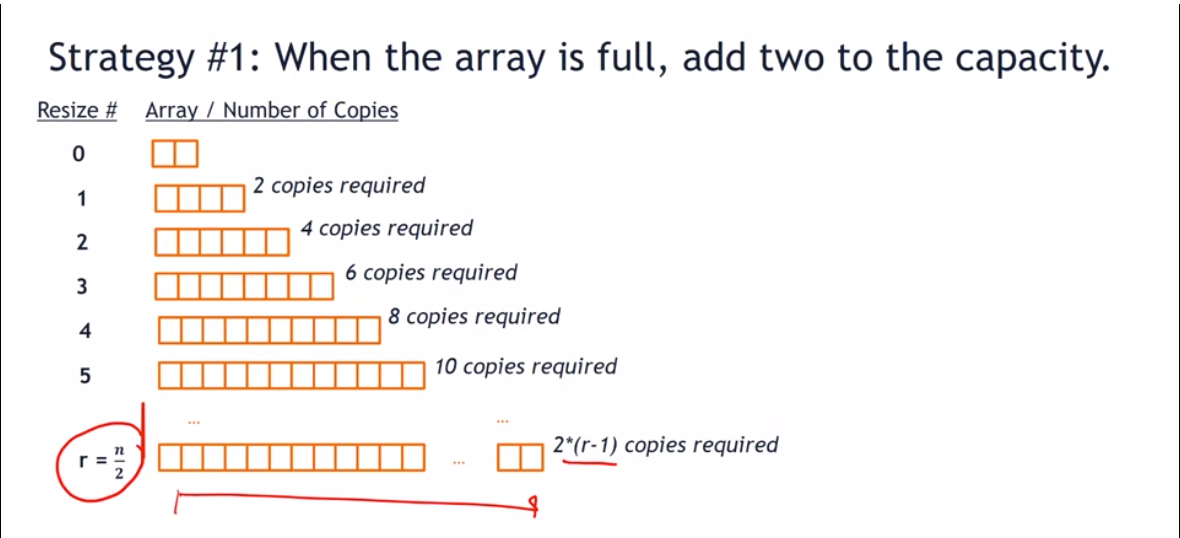 Strategy #1: When the array is full, add two to the capacity.
Resize # Array / Number of Copies
0
1 2 copies required
2 4 copies required
3 6 copies required
4 8 copies required
5 10 copies required
... ...
r = n/2 ... 2*(r-1) copies required